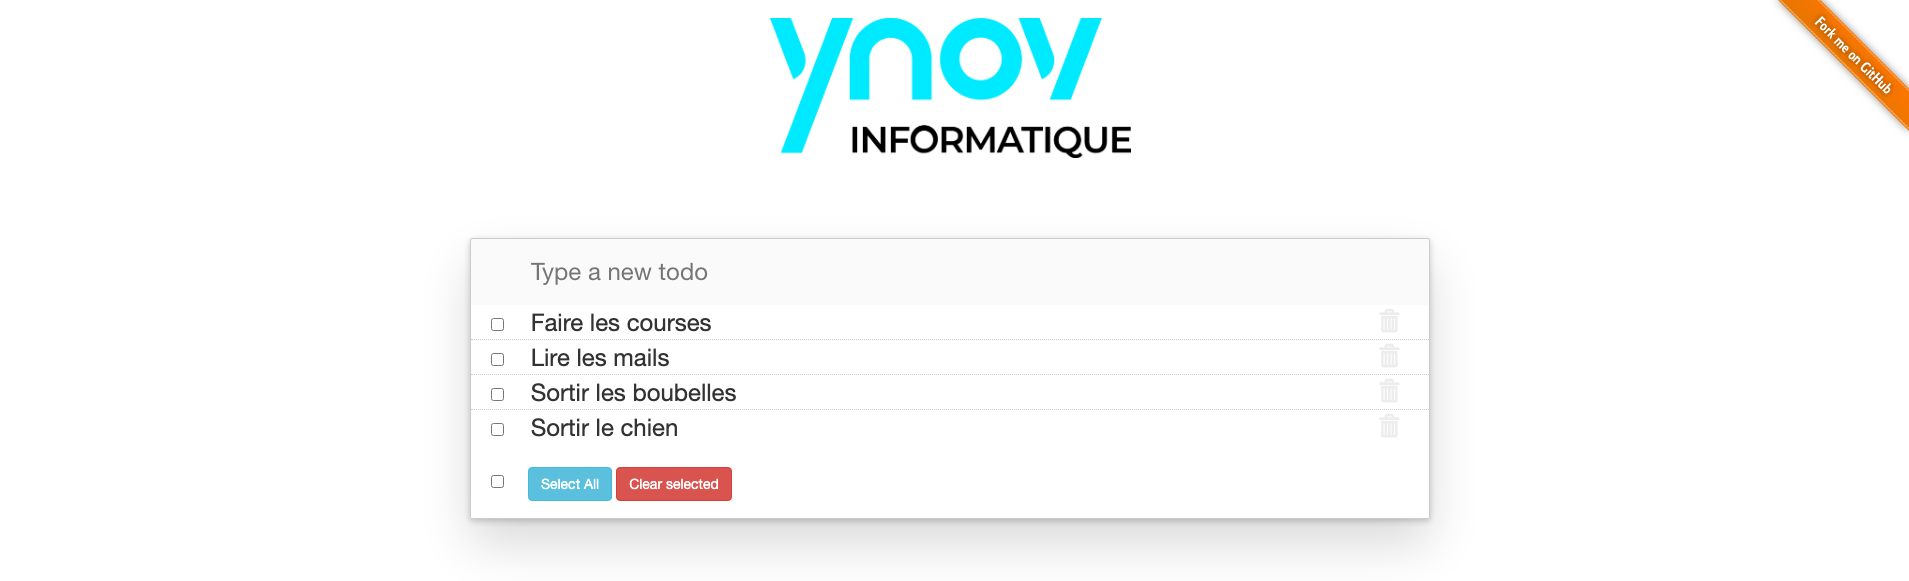 ynov
INFORMATIQUE
Fork me on GitHub
Type a new todo
Faire les courses
Lire les mails
Sortir les boubelles
Sortir le chien
Select All Clear selected